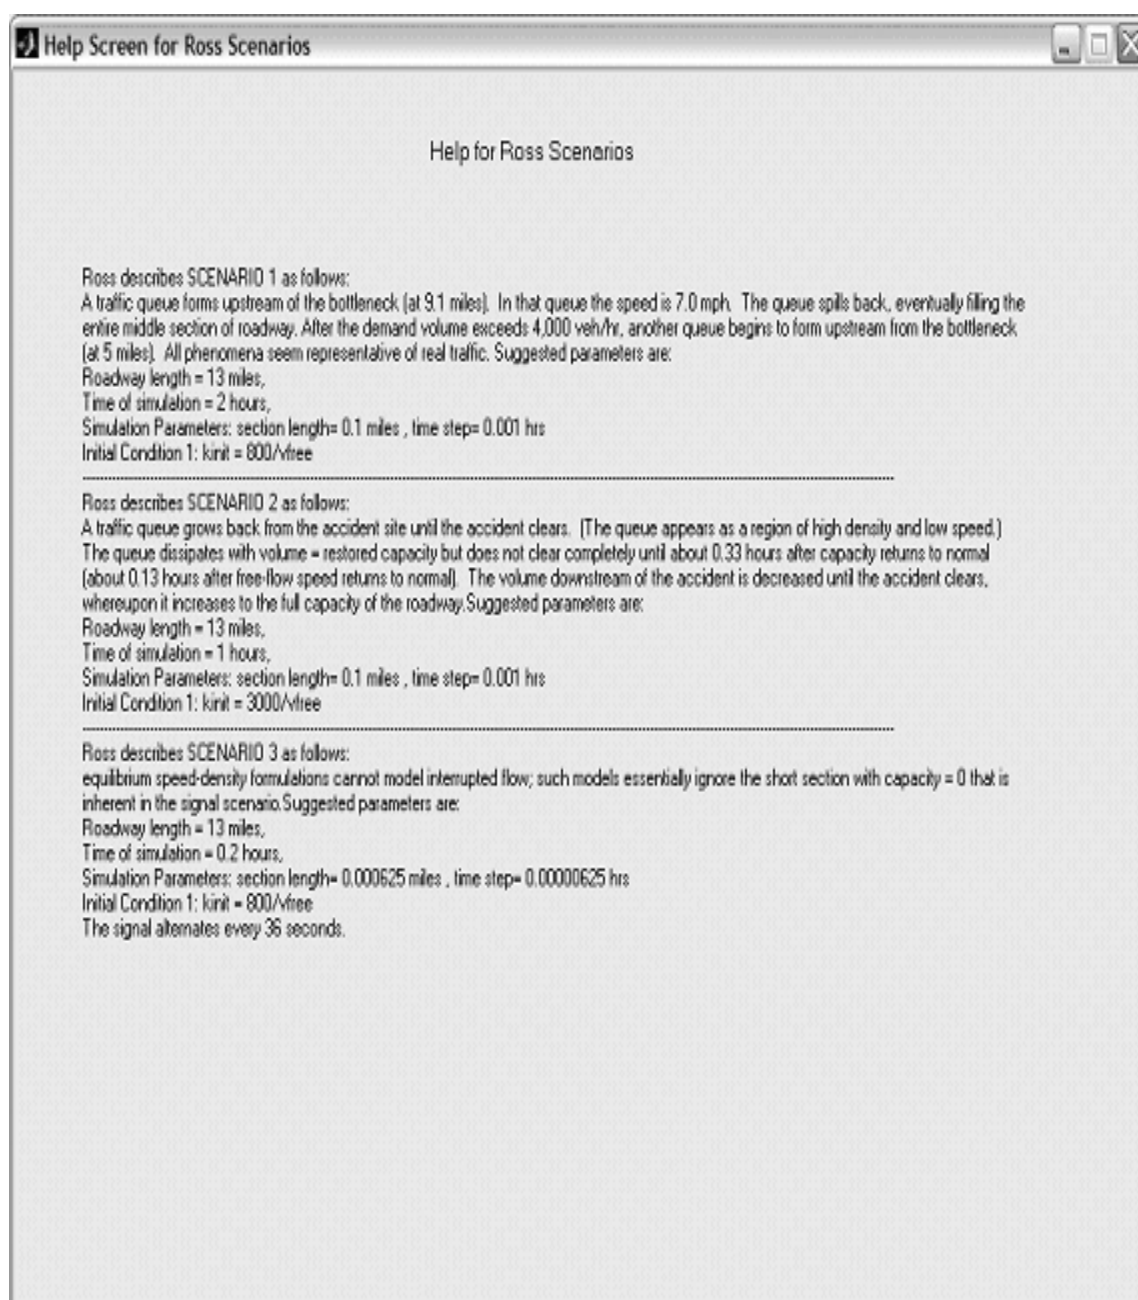 Help Screen for Ross Scenarios
Help for Ross Scenarios
Ross describes SCENARIO 1 as follows:
A traffic queue forms upstream of the bottleneck (at 9.1 miles). In that queue the speed is 7.0 mph. The queue spills back, eventually filling the
entire middle section of roadway. After the demand volume exceeds 4,000 veh/hr, another queue begins to form upstream from the bottleneck
(at 5 miles). All phenomena seem representative of real traffic. Suggested parameters are:
Roadway length = 13 miles,
Time of simulation = 2 hours,
Simulation Parameters: section length= 0.1 miles , time step= 0.001 hrs
Initial Condition 1: kinit = 800/vfree
Ross describes SCENARIO 2 as follows:
A traffic queue grows back from the accident site until the accident clears. (The queue appears as a region of high density and low speed.)
The queue dissipates with volume = restored capacity but does not clear completely until about 0.33 hours after capacity returns to normal
(about 0.13 hours after free-flow speed returns to normal). The volume downstream of the accident is decreased until the accident clears,
whereupon it increases to the full capacity of the roadway.Suggested parameters are:
Roadway length = 13 miles,
Time of simulation = 1 hours,
Simulation Parameters: section length= 0.1 miles , time step= 0.001 hrs
Initial Condition 1: kinit = 3000/vfree
Ross describes SCENARIO 3 as follows:
equilibrium speed-density formulations cannot model interrupted flow; such models essentially ignore the short section with capacity = 0 that is
inherent in the signal scenario.Suggested parameters are:
Roadway length = 13 miles,
Time of simulation = 0.2 hours,
Simulation Parameters: section length= 0.000625 miles , time step= 0.00000625 hrs
Initial Condition 1: kinit = 800/vfree
The signal alternates every 36 seconds.